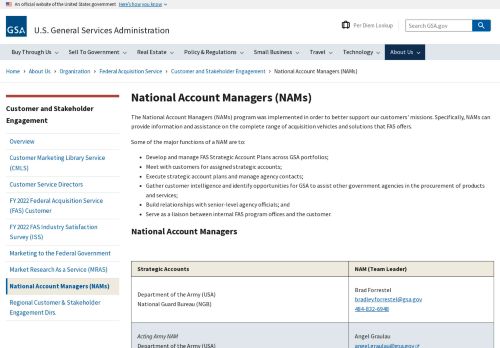 An official website of the United States government Here's how you know
GSA
U.S. General Services Administration
Per Diem Lookup
Search GSA.gov
Buy Through Us
Sell To Government
Real Estate
Policy & Regulations
Small Business
Travel
Technology
About Us
Home › About Us › Organization › Federal Acquisition Service › Customer and Stakeholder Engagement › National Account Managers (NAMs)
Customer and Stakeholder
Engagement
Overview
Customer Marketing Library Service
(CMLS)
Customer Service Directors
FY 2022 Federal Acquisition Service
(FAS) Customer
FY 2022 FAS Industry Satisfaction
Survey (ISS)
Marketing to the Federal Government
Market Research As a Service (MRAS)
National Account Managers (NAMs)
Regional Customer & Stakeholder
Engagement Dirs.
National Account Managers (NAMs)
The National Account Managers (NAMs) program was implemented in order to better support our customers' missions. Specifically, NAMs can
provide information and assistance on the complete range of acquisition vehicles and solutions that FAS offers.
Some of the major functions of a NAM are to:
• Develop and manage FAS Strategic Account Plans across GSA portfolios;
• Meet with customers for assigned strategic accounts;
• Execute strategic account plans and manage agency contacts;
• Gather customer intelligence and identify opportunities for GSA to assist other government agencies in the procurement of products
and services;
• Build relationships with senior-level agency officials; and
• Serve as a liaison between internal FAS program offices and the customer.
National Account Managers
Strategic Accounts
NAM (Team Leader)
Department of the Army (USA)
National Guard Bureau (NGB)
Brad Forrestel
bradley.forrestel@gsa.gov
484-832-6948
Acting Army NAM
Department of the Army (USA)
Angel Graulau
angel.graulau@gsa.gov